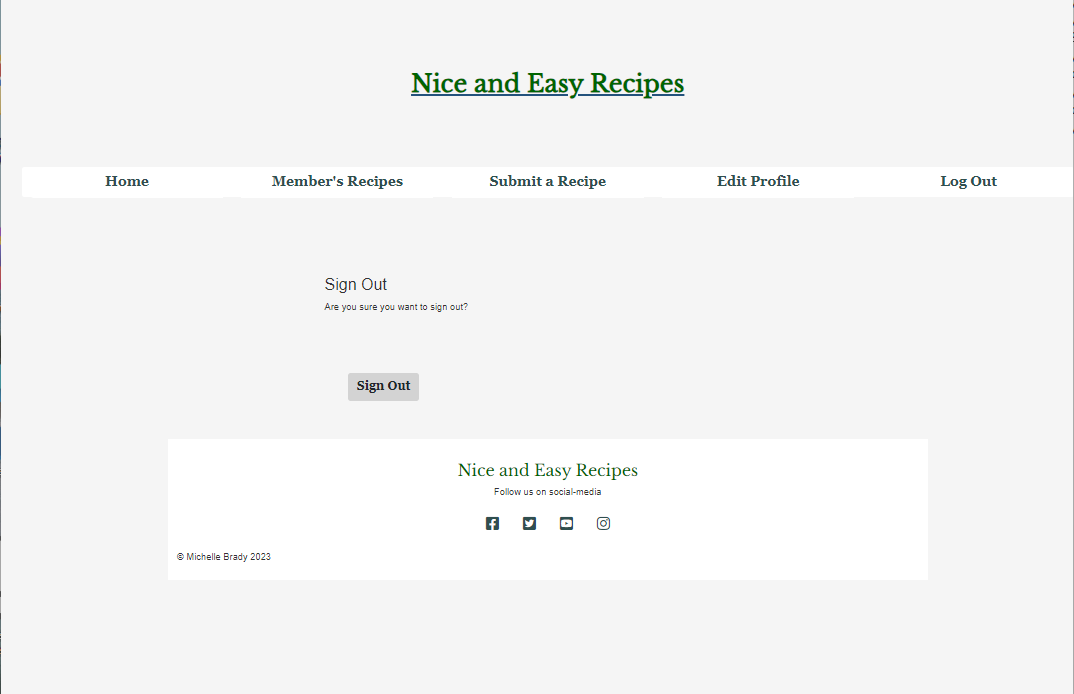 Nice and Easy Recipes
Home Member's Recipes Submit a Recipe Edit Profile Log Out
Sign Out
Are you sure you want to sign out?
Sign Out
Nice and Easy Recipes
Follow us on social-media
© Michelle Brady 2023